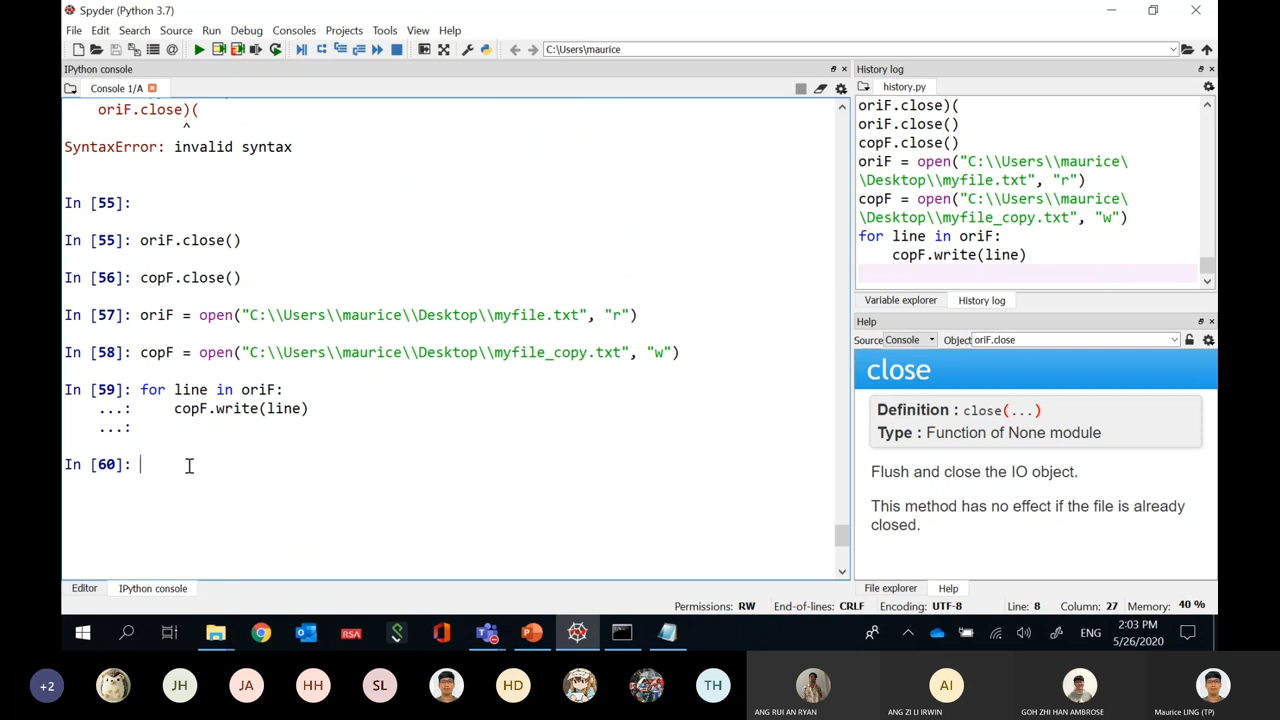 Spyder (Python 3.7)
File Edit Search Source Run Debug Consoles Projects Tools View Help
C:\Users\maurice
IPython console
Console 1/A
oriF.close)(
^
SyntaxError: invalid syntax
In [55]:
In [55]: oriF.close()
In [56]: copF.close()
In [57]: oriF = open("C:\\Users\\maurice\\Desktop\\myfile.txt", "r")
In [58]: copF = open("C:\\Users\\maurice\\Desktop\\myfile_copy.txt", "w")
In [59]: for line in oriF:
...: copF.write(line)
...:
In [60]:
Editor IPython console
History log
history.py
oriF.close)(
oriF.close()
copF.close()
oriF = open("C:\\Users\\maurice\
\Desktop\\myfile.txt", "r")
copF = open("C:\\Users\\maurice\
\Desktop\\myfile_copy.txt", "w")
for line in oriF:
copF.write(line)
Variable explorer History log
Help
Source Console Object oriF.close
close
Definition : close(...)
Type : Function of None module
Flush and close the IO object.
This method has no effect if the file is already
closed.
File explorer Help
Permissions: RW End-of-lines: CRLF Encoding: UTF-8 Line: 8 Column: 27 Memory: 40 %
RSA ENG 2:03 PM
5/26/2020
+2 JH JA HH SL HD TH AI
ANG RUI AN RYAN ANG ZI LI IRWIN GOH ZHI HAN AMBROSE Maurice LING (TP)